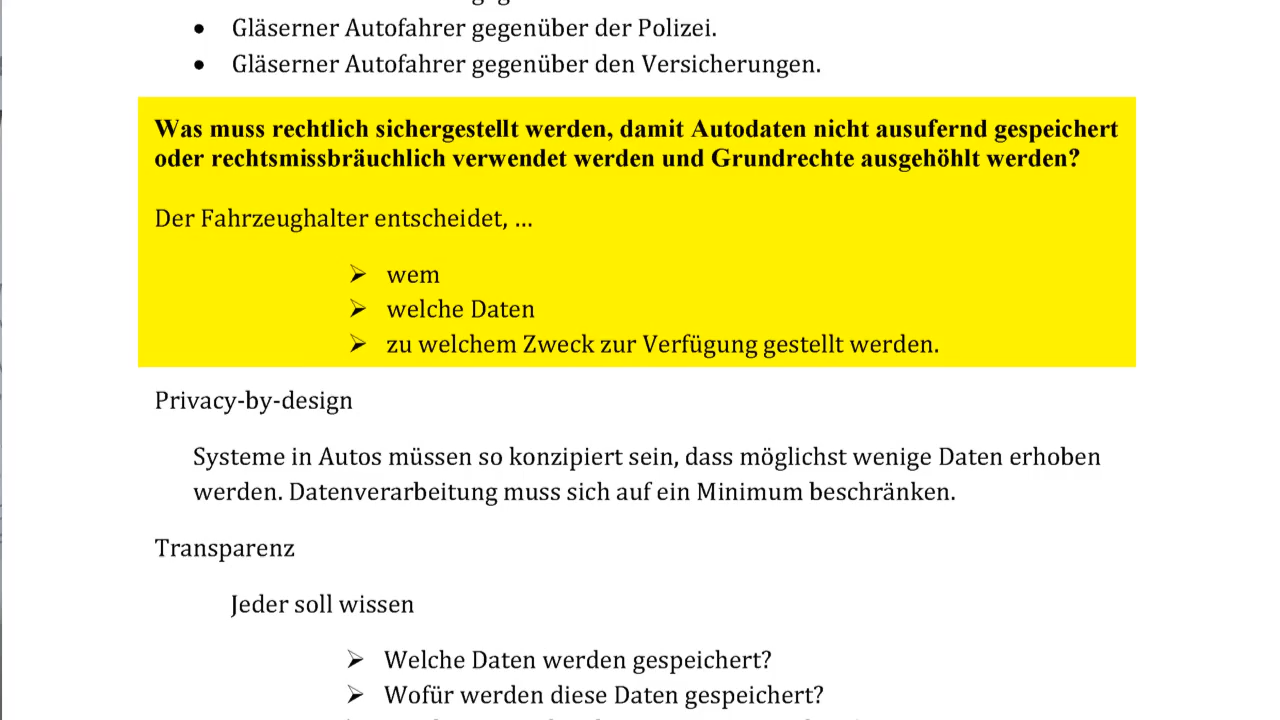 • Gläserner Autofahrer gegenüber der Polizei.
• Gläserner Autofahrer gegenüber den Versicherungen.
Was muss rechtlich sichergestellt werden, damit Autodaten nicht ausufernd gespeichert
oder rechtsmissbräuchlich verwendet werden und Grundrechte ausgehöhlt werden?
Der Fahrzeughalter entscheidet, ...
➢ wem
➢ welche Daten
➢ zu welchem Zweck zur Verfügung gestellt werden.
Privacy-by-design
Systeme in Autos müssen so konzipiert sein, dass möglichst wenige Daten erhoben
werden. Datenverarbeitung muss sich auf ein Minimum beschränken.
Transparenz
Jeder soll wissen
➢ Welche Daten werden gespeichert?
➢ Wofür werden diese Daten gespeichert?